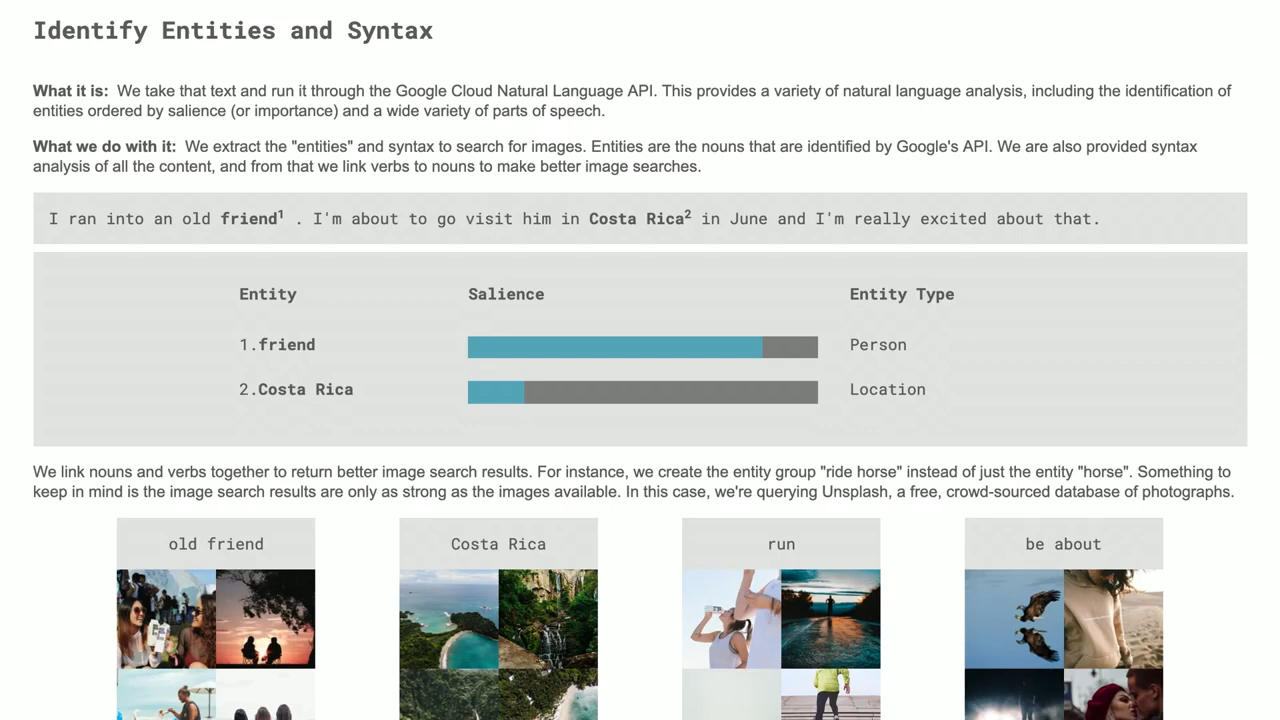 Identify Entities and Syntax
What it is: We take that text and run it through the Google Cloud Natural Language API. This provides a variety of natural language analysis, including the identification of
entities ordered by salience (or importance) and a wide variety of parts of speech.
What we do with it: We extract the "entities" and syntax to search for images. Entities are the nouns that are identified by Google's API. We are also provided syntax
analysis of all the content, and from that we link verbs to nouns to make better image searches.
I ran into an old friend¹ . I'm about to go visit him in Costa Rica² in June and I'm really excited about that.
Entity Salience Entity Type
1.friend Person
2.Costa Rica Location
We link nouns and verbs together to return better image search results. For instance, we create the entity group "ride horse" instead of just the entity "horse". Something to
keep in mind is the image search results are only as strong as the images available. In this case, we're querying Unsplash, a free, crowd-sourced database of photographs.
old friend Costa Rica run be about